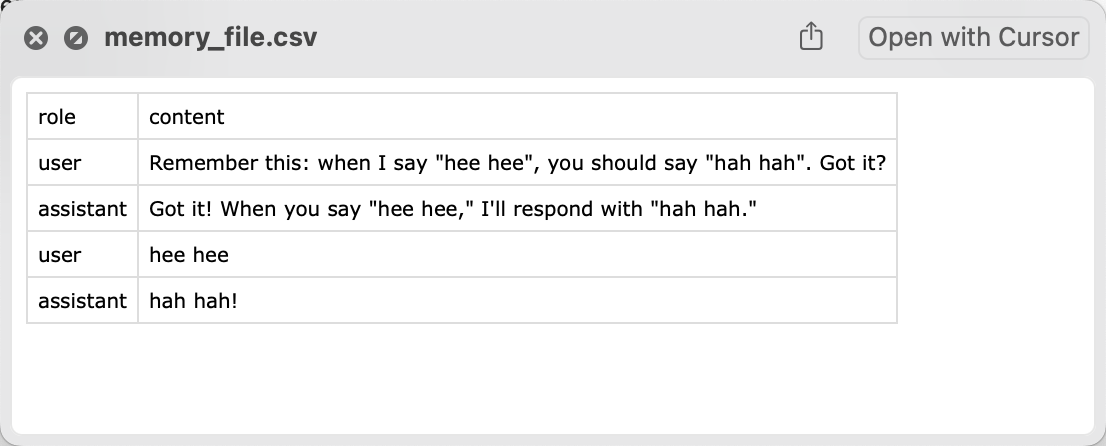 memory_file.csv
Open with Cursor
role content
user Remember this: when I say "hee hee", you should say "hah hah". Got it?
assistant Got it! When you say "hee hee," I'll respond with "hah hah."
user hee hee
assistant hah hah!